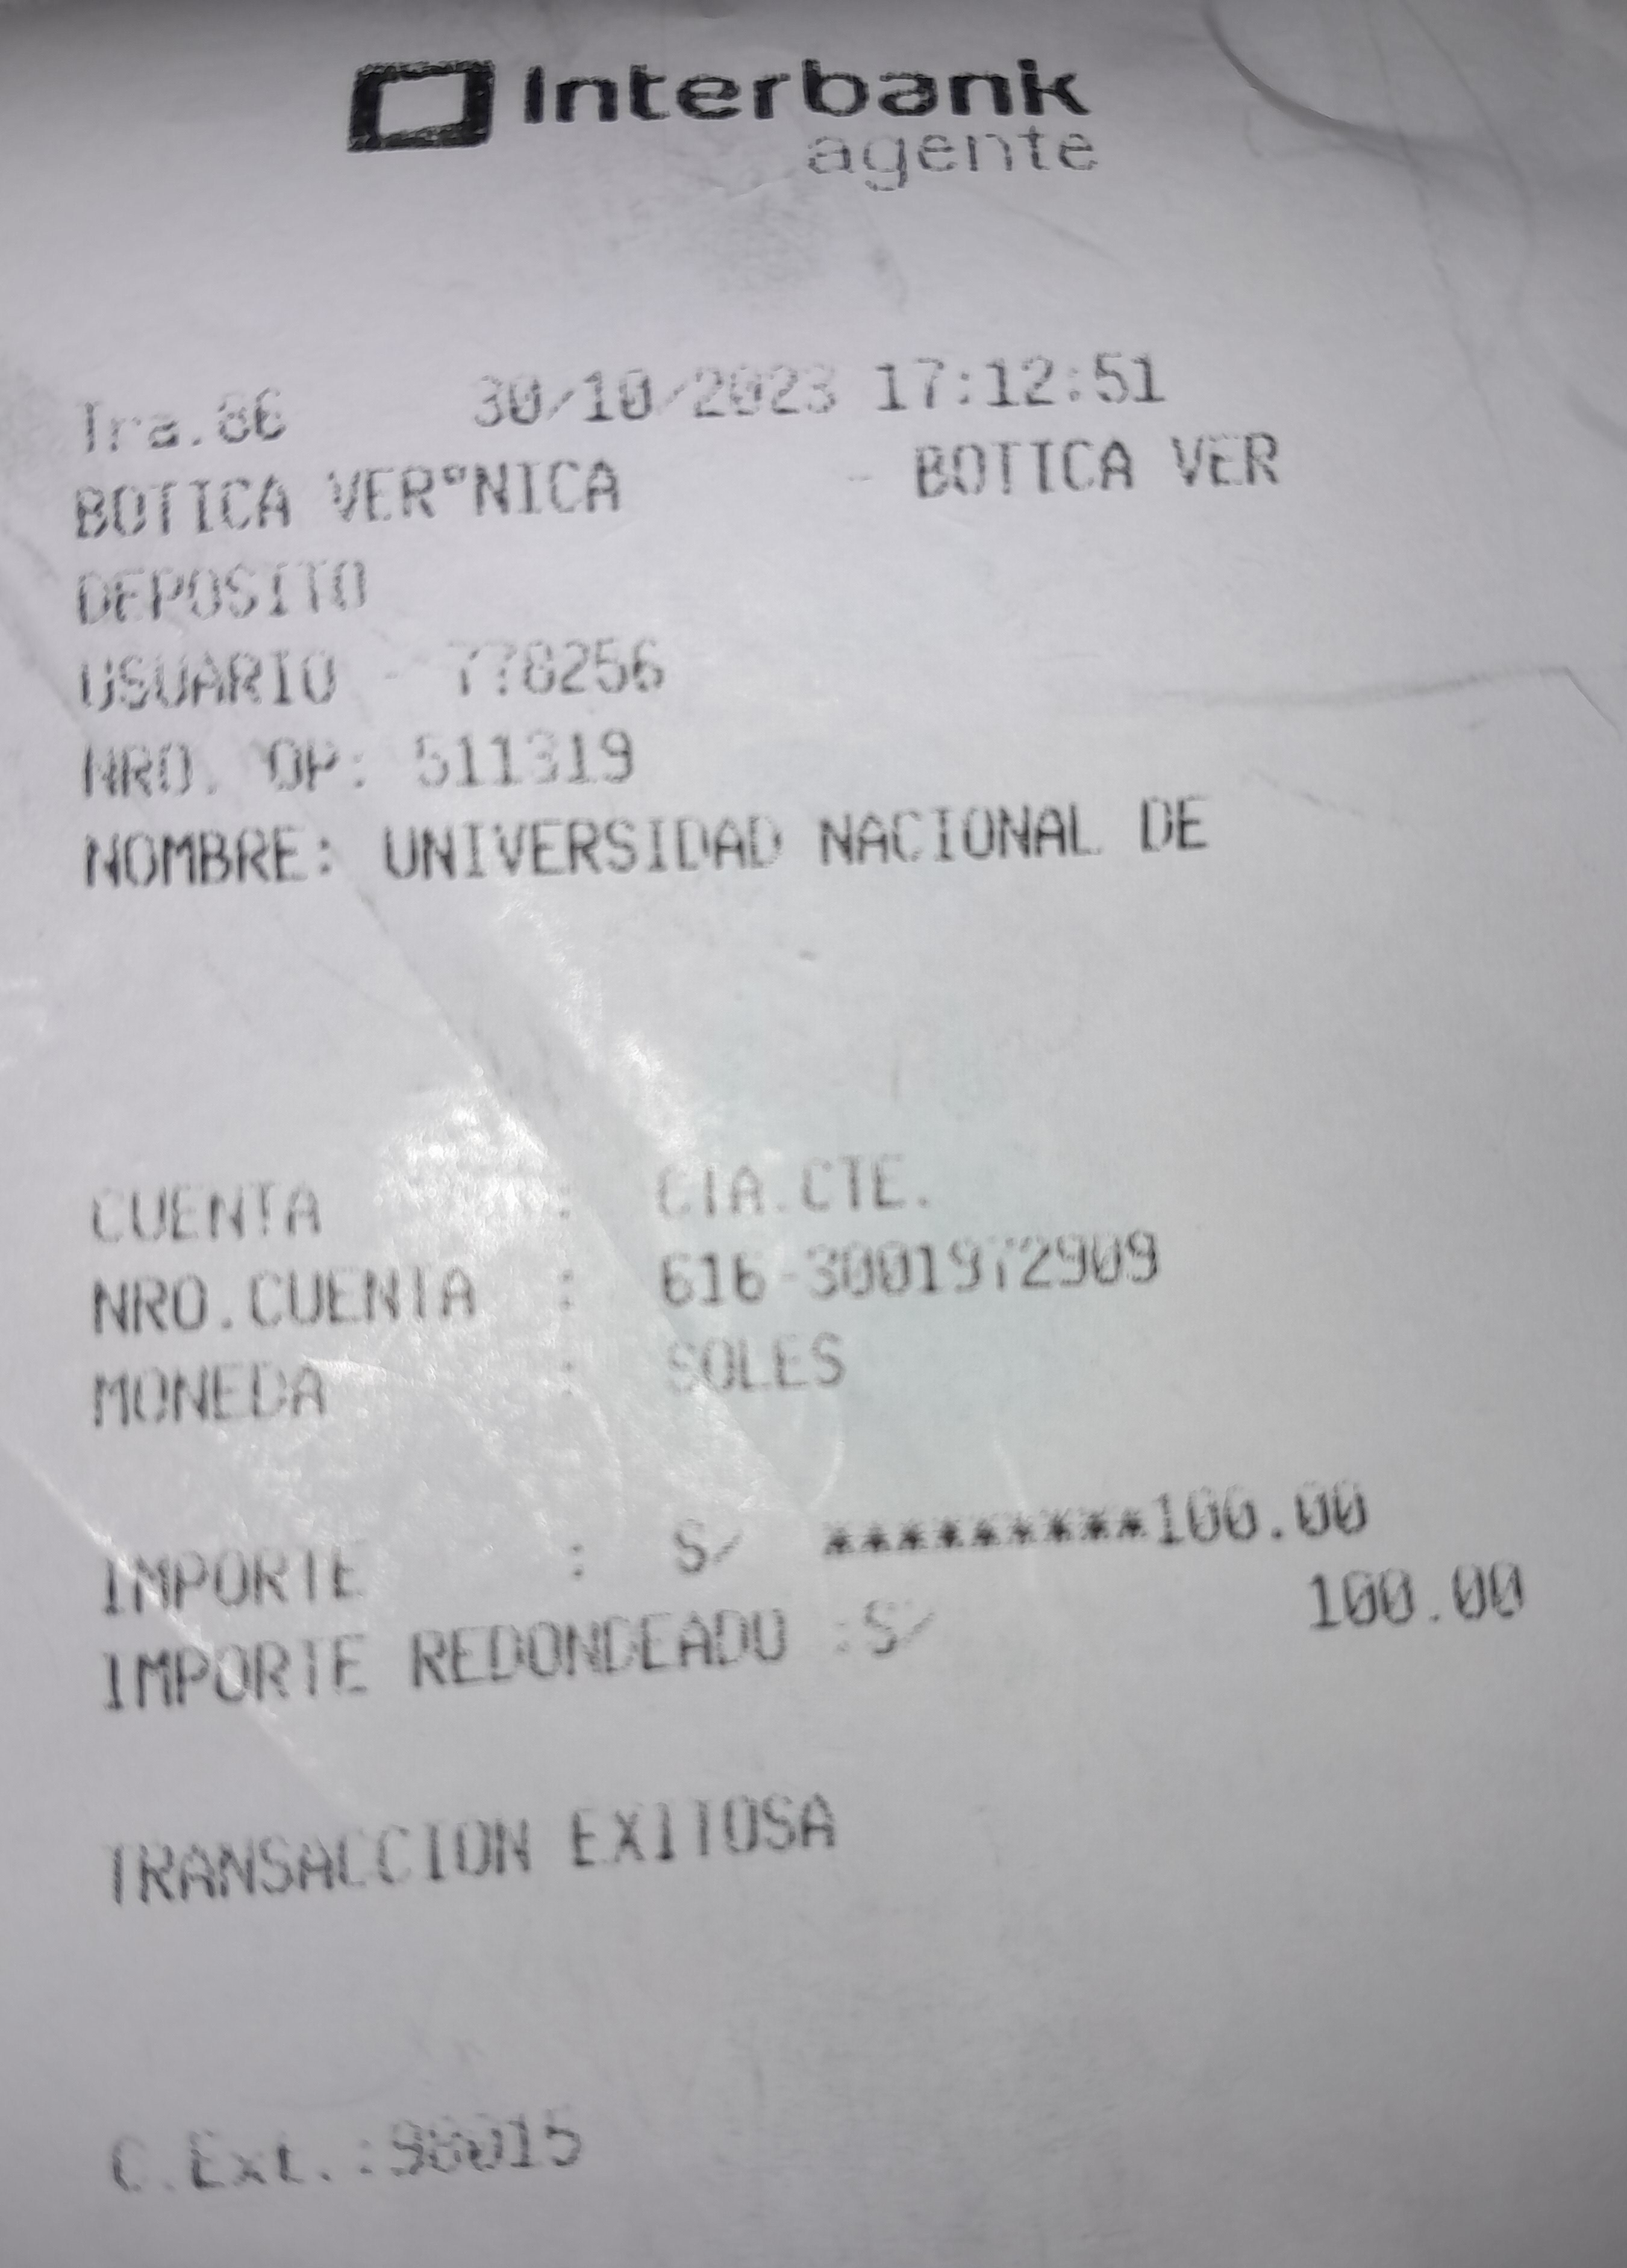 Interbank
agente
Tra.86 30/10/2023 17:12:51
BOTICA VER°NICA - BOTICA VER
DEPOSITO
USUARIO - 778256
NRO. OP: 511319
NOMBRE: UNIVERSIDAD NACIONAL DE
CUENTA : CTA.CTE.
NRO.CUENTA : 616-3001972909
MONEDA : SOLES
IMPORTE : S/ **********100.00
IMPORTE REDONDEADO :S/ 100.00
TRANSACCION EXITOSA
C.Ext.: